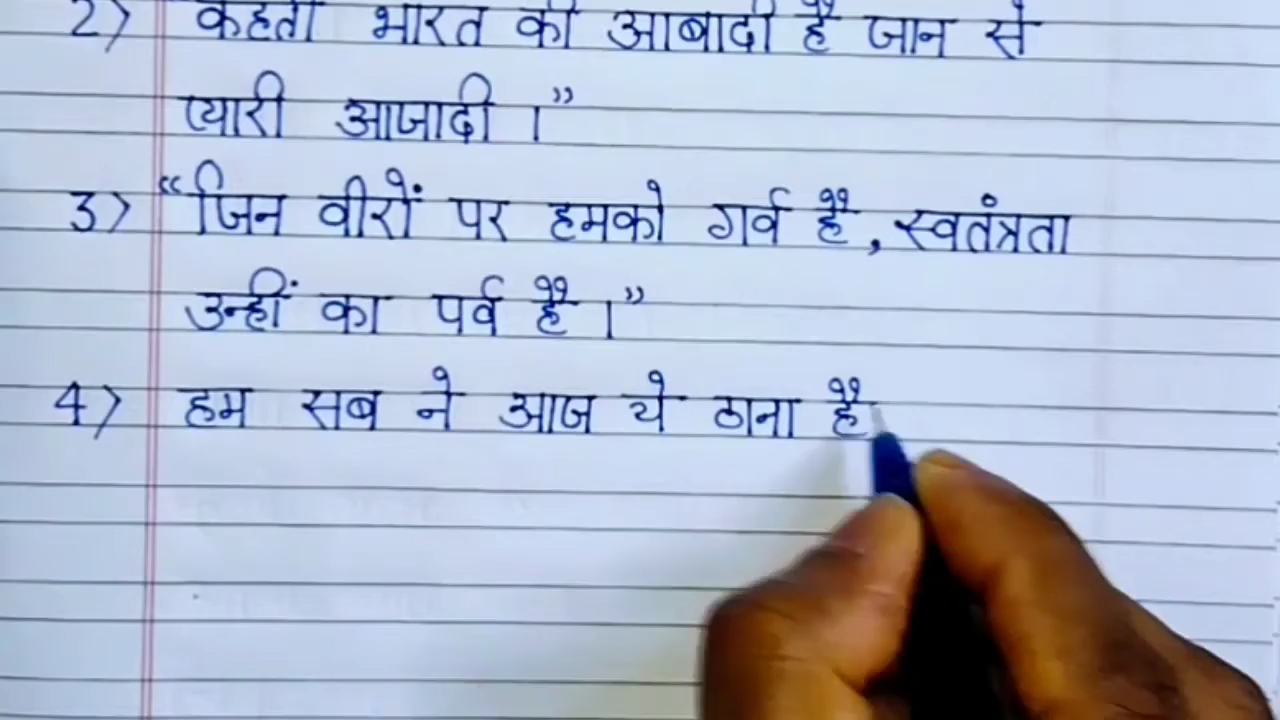 2) कहती भारत की आबादी है जान से
प्यारी आजादी ।”
3) “जिन वीरों पर हमको गर्व है, स्वतंत्रता
उन्हीं का पर्व है ।”
4) हम सब ने आज ये ठाना है